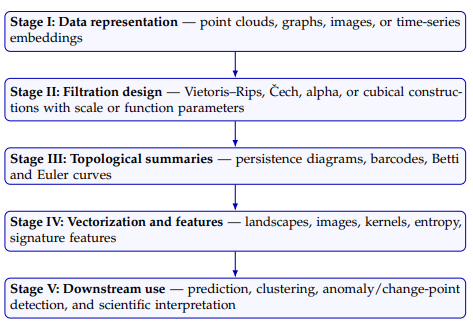 Stage I: Data representation — point clouds, graphs, images, or time-series
embeddings
Stage II: Filtration design — Vietoris–Rips, Čech, alpha, or cubical construc-
tions with scale or function parameters
Stage III: Topological summaries — persistence diagrams, barcodes, Betti
and Euler curves
Stage IV: Vectorization and features — landscapes, images, kernels, entropy,
signature features
Stage V: Downstream use — prediction, clustering, anomaly/change-point
detection, and scientific interpretation